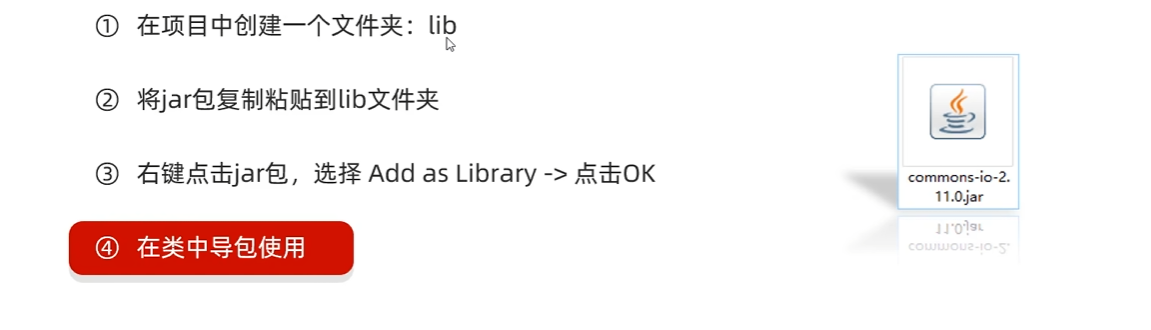 ① 在项目中创建一个文件夹：lib
② 将jar包复制粘贴到lib文件夹
③ 右键点击jar包，选择 Add as Library -> 点击OK
④ 在类中导包使用
commons-io-2.
11.0.jar